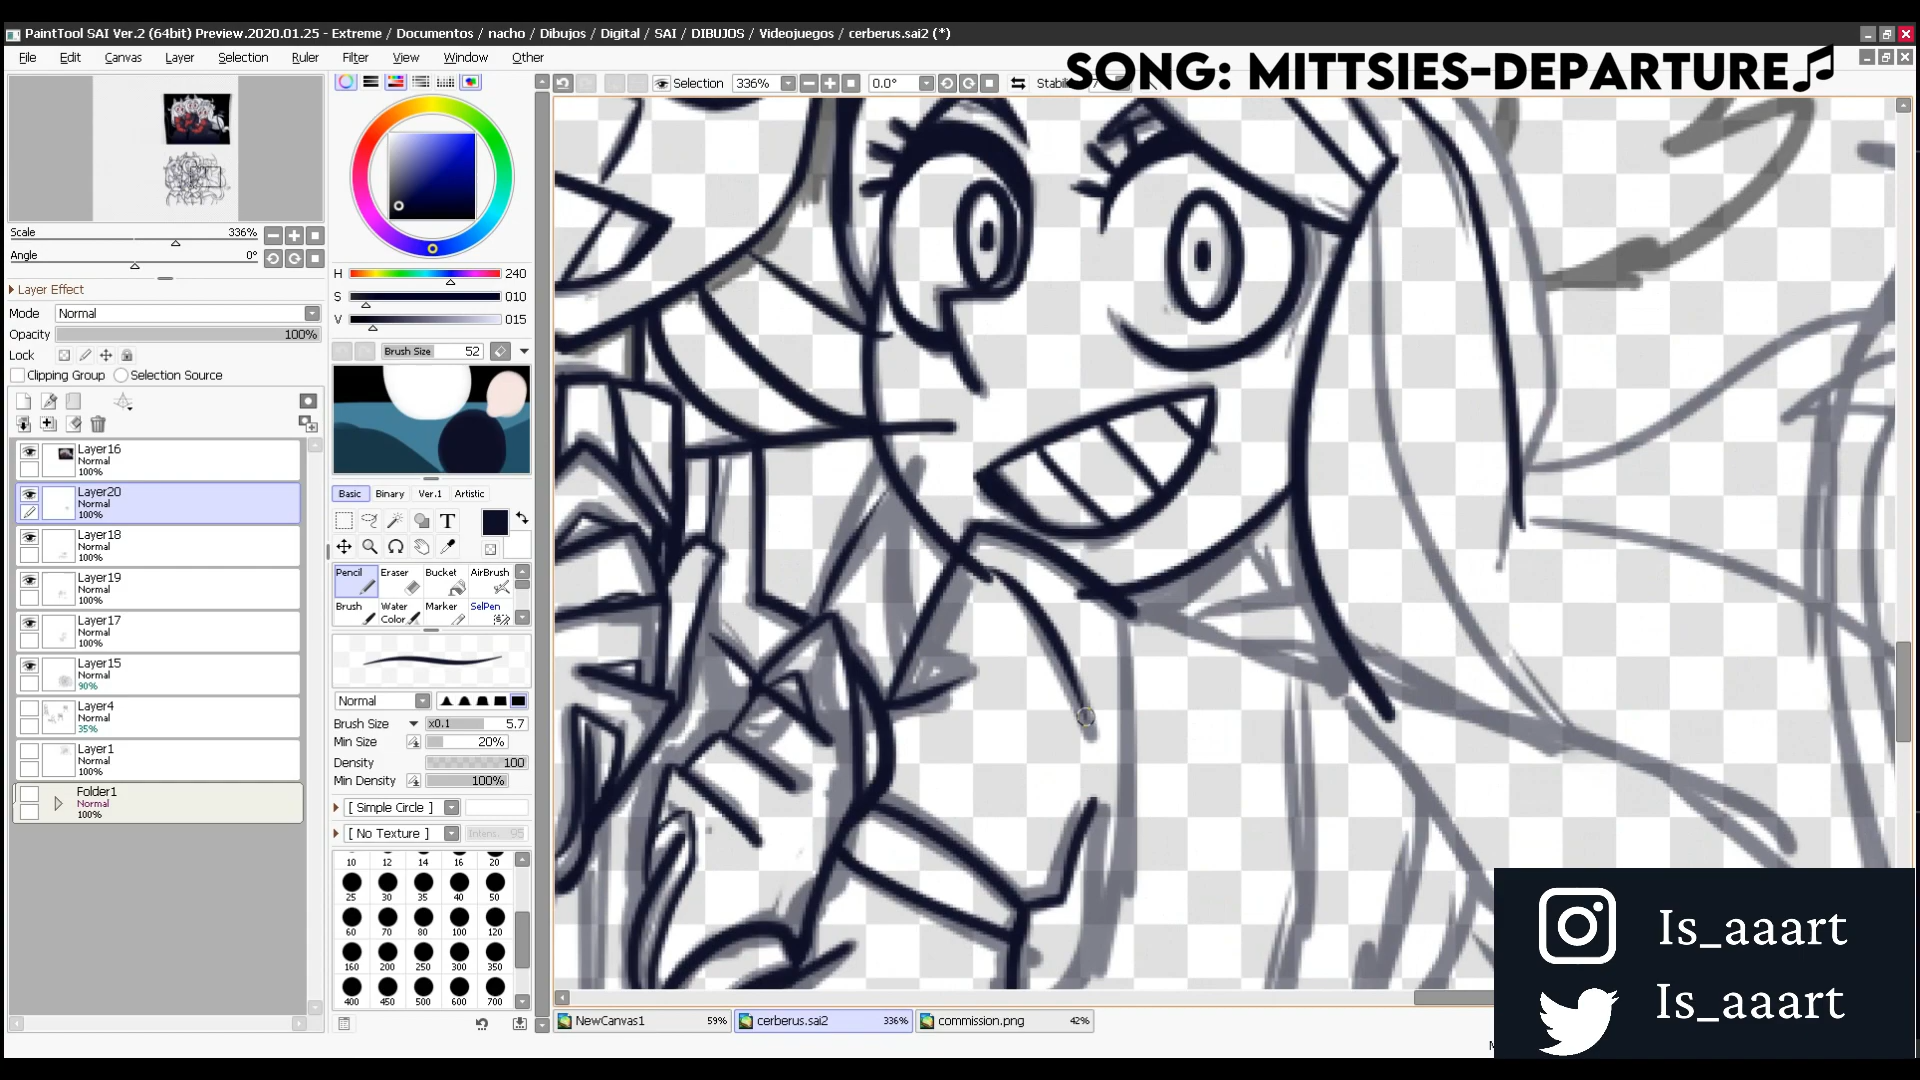 PaintTool SAI Ver.2 (64bit) Preview.2020.01.25 - Extreme / Documentos / nacho / Dibujos / Digital / SAI / DIBUJOS / Videojuegos / cerberus.sai2 (*)
File Edit Canvas Layer Selection Ruler Filter View Window Other
SONG: MITTSIES-DEPARTURE
Selection 336% 0.0°
Scale 336%
Angle 0°
Layer Effect
Mode Normal
Opacity 100%
Lock
Clipping Group Selection Source
Layer16
Normal
100%
Layer20
Normal
100%
Layer18
Normal
100%
Layer19
Normal
100%
Layer17
Normal
100%
Layer15
Normal
90%
Layer4
Normal
35%
Layer1
Normal
100%
Folder1
Normal
100%
H 240
S 010
V 015
Brush Size 52
Basic Binary Ver.1 Artistic
T
Pencil Eraser Bucket AirBrush
Brush Water Color Marker SelPen
Normal
Brush Size x0.1 5.7
Min Size 20%
Density 100
Min Density 100%
[ Simple Circle ]
[ No Texture ] Intens. 95
10 12 14 16 20
25 30 35 40 50
60 70 80 100 120
160 200 250 300 350
400 450 500 600 700
NewCanvas1 59% cerberus.sai2 336% commission.png 42%
Is_aaart
Is_aaart